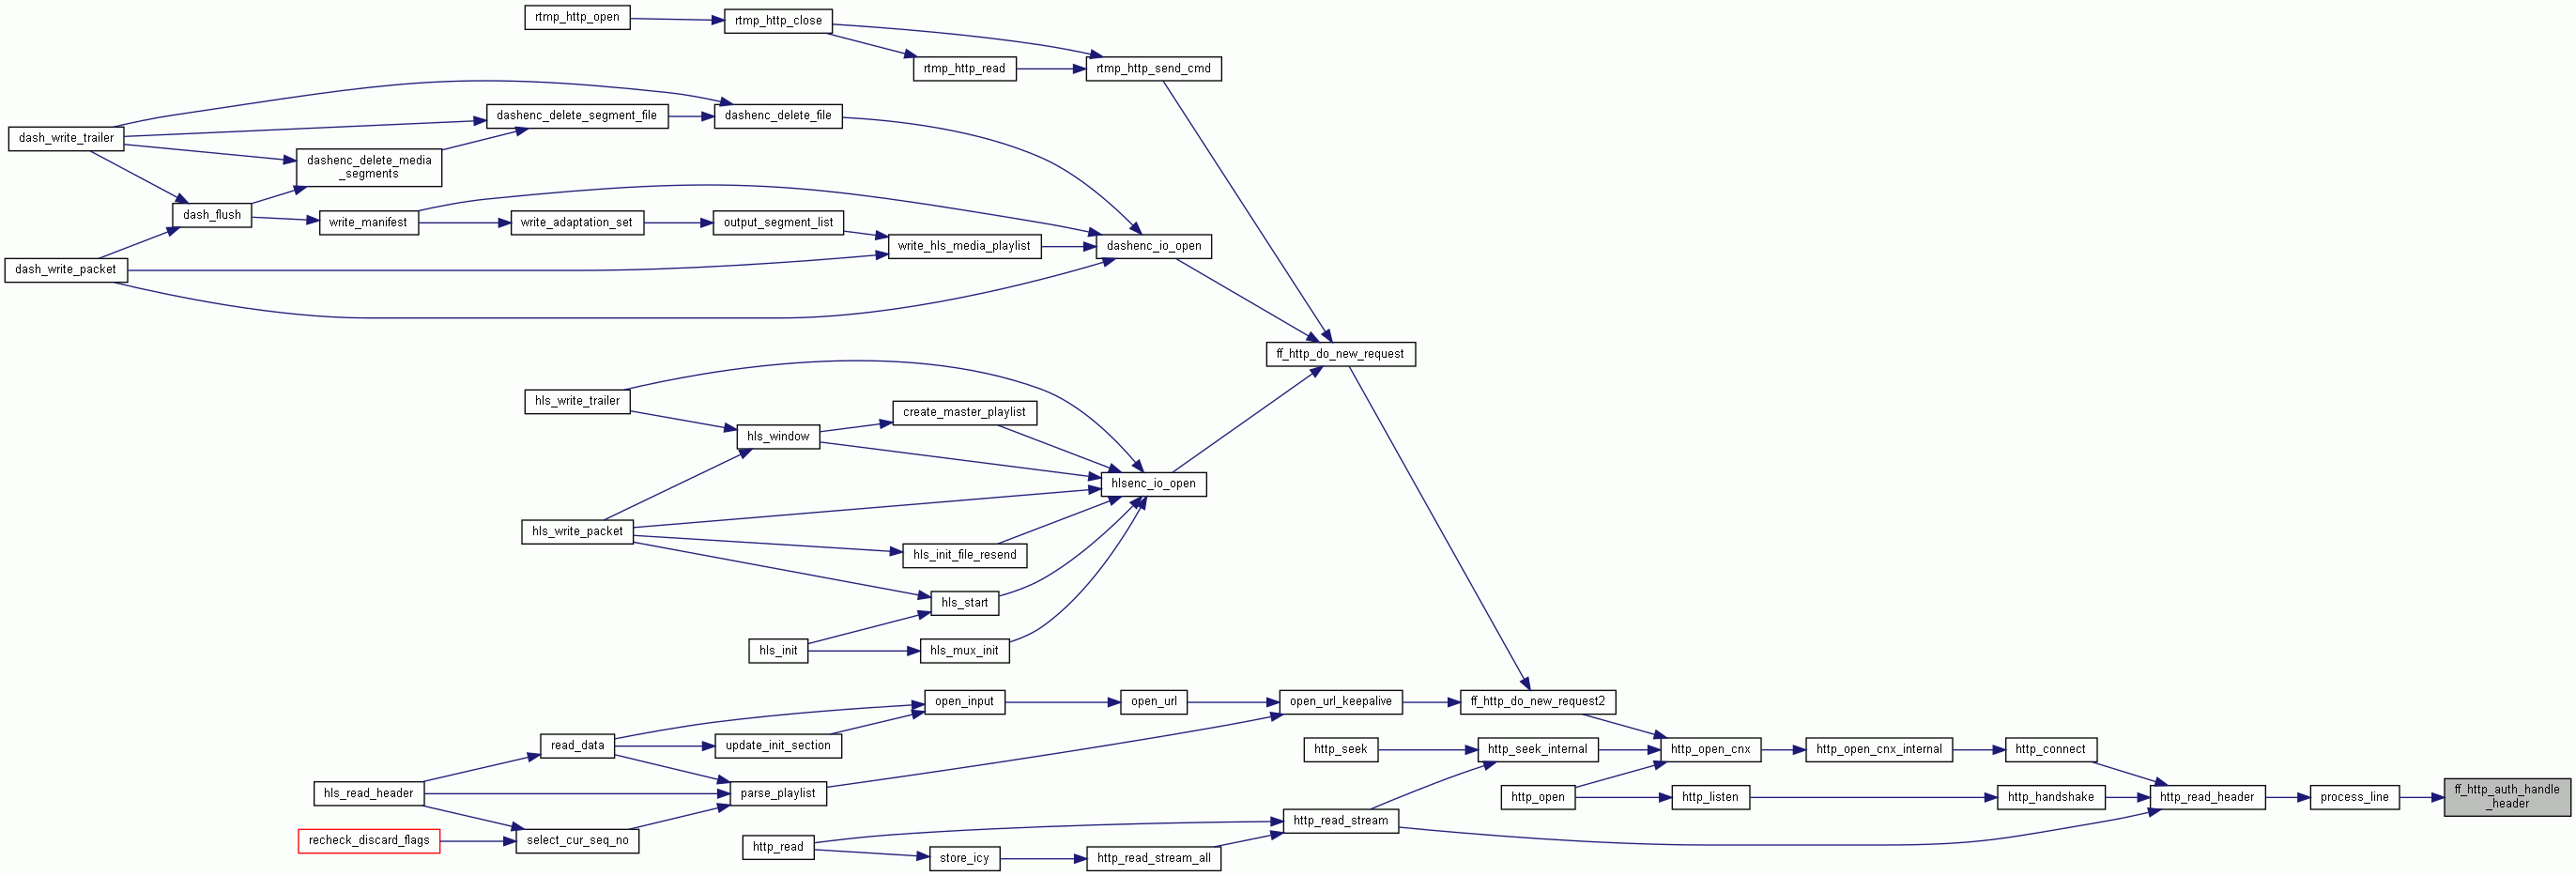 rtmp_http_open
rtmp_http_close
rtmp_http_read
rtmp_http_send_cmd
dash_write_trailer
dashenc_delete_segment_file
dashenc_delete_file
dashenc_delete_media
_segments
dash_flush
write_manifest
write_adaptation_set
output_segment_list
write_hls_media_playlist
dashenc_io_open
dash_write_packet
ff_http_do_new_request
hls_write_trailer
create_master_playlist
hls_window
hlsenc_io_open
hls_write_packet
hls_init_file_resend
hls_start
hls_init
hls_mux_init
open_input
open_url
open_url_keepalive
ff_http_do_new_request2
read_data
update_init_section
http_seek
http_seek_internal
http_open_cnx
http_open_cnx_internal
http_connect
hls_read_header
parse_playlist
http_open
http_listen
http_handshake
http_read_header
process_line
ff_http_auth_handle
_header
http_read_stream
recheck_discard_flags
select_cur_seq_no
http_read
store_icy
http_read_stream_all